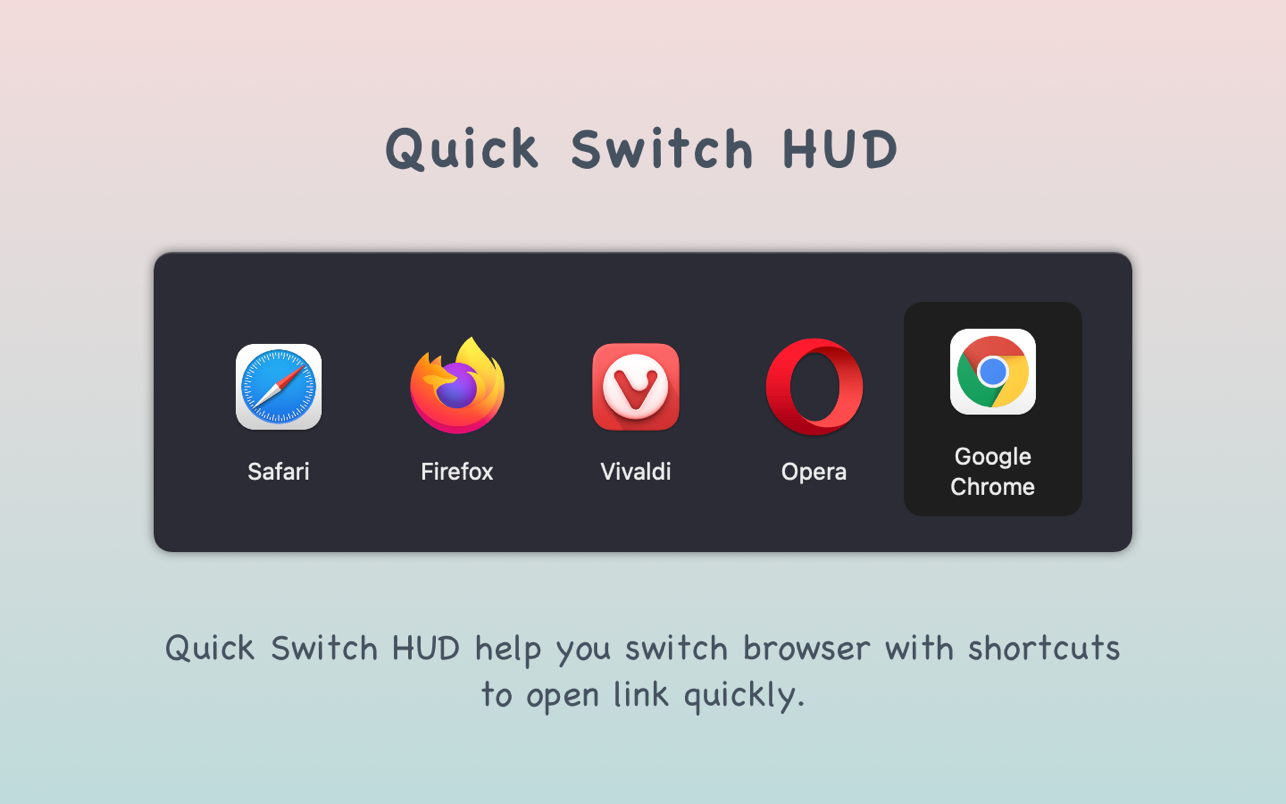 Quick Switch HUD
Safari
Firefox
Vivaldi
Opera
Google
Chrome
Quick Switch HUD help you switch browser with shortcuts
to open link quickly.